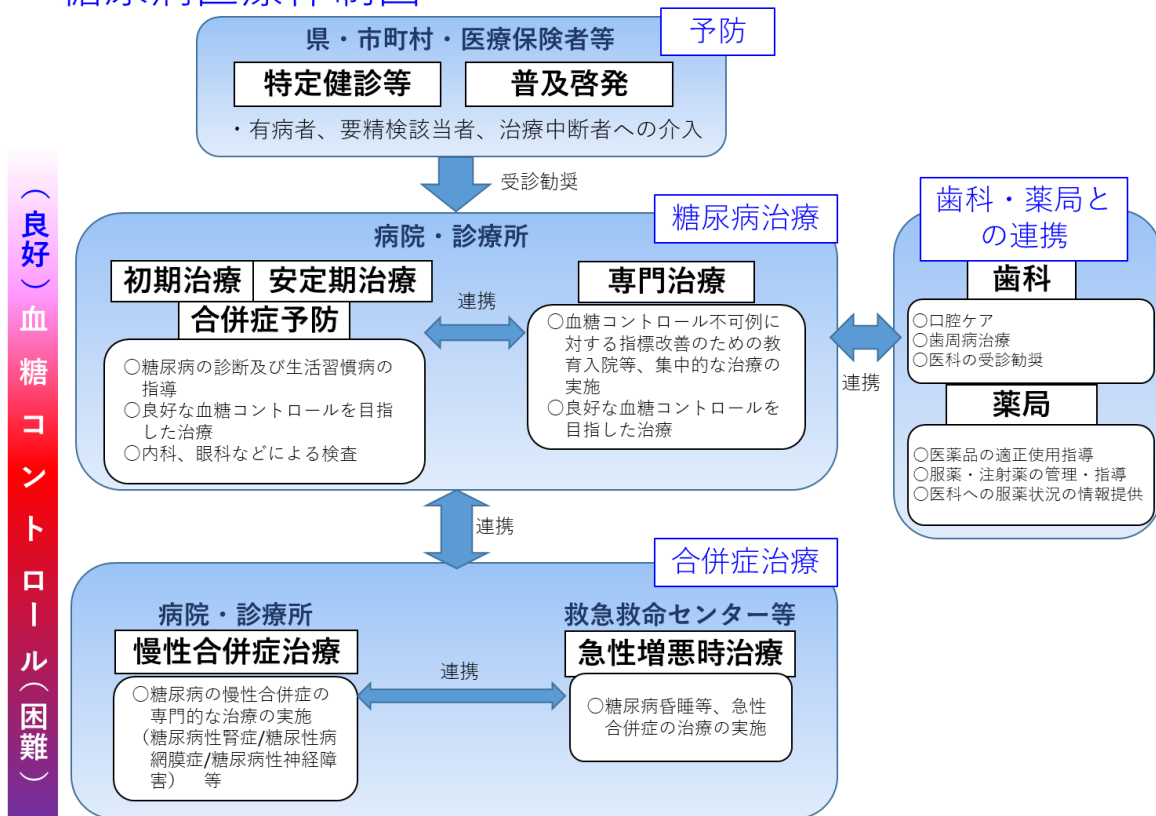 糖尿病医療体制図
県・市町村・医療保険者等
予防
特定健診等
普及啓発
・有病者、要精検該当者、治療中断者への介入
受診勧奨
(良好)血糖コントロール(困難)
糖尿病治療
病院・診療所
初期治療
安定期治療
合併症予防
○糖尿病の診断及び生活習慣病の
指導
○良好な血糖コントロールを目指
した治療
○内科、眼科などによる検査
連携
専門治療
○血糖コントロール不可例に
対する指標改善のための教
育入院等、集中的な治療の
実施
○良好な血糖コントロールを
目指した治療
連携
歯科・薬局と
の連携
歯科
○口腔ケア
○歯周病治療
○医科の受診勧奨
薬局
○医薬品の適正使用指導
○服薬・注射薬の管理・指導
○医科への服薬状況の情報提供
連携
合併症治療
病院・診療所
慢性合併症治療
○糖尿病の慢性合併症の
専門的な治療の実施
(糖尿病性腎症/糖尿性病
網膜症/糖尿病性神経障
害) 等
連携
救急救命センター等
急性増悪時治療
○糖尿病昏睡等、急性
合併症の治療の実施